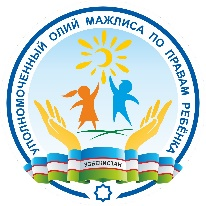 УПОЛНОМОЧЕННЫЙ ОЛИЙ МАЖЛИСА ПО ПРАВАМ РЕБЁНКА
УЗБЕКИСТАН